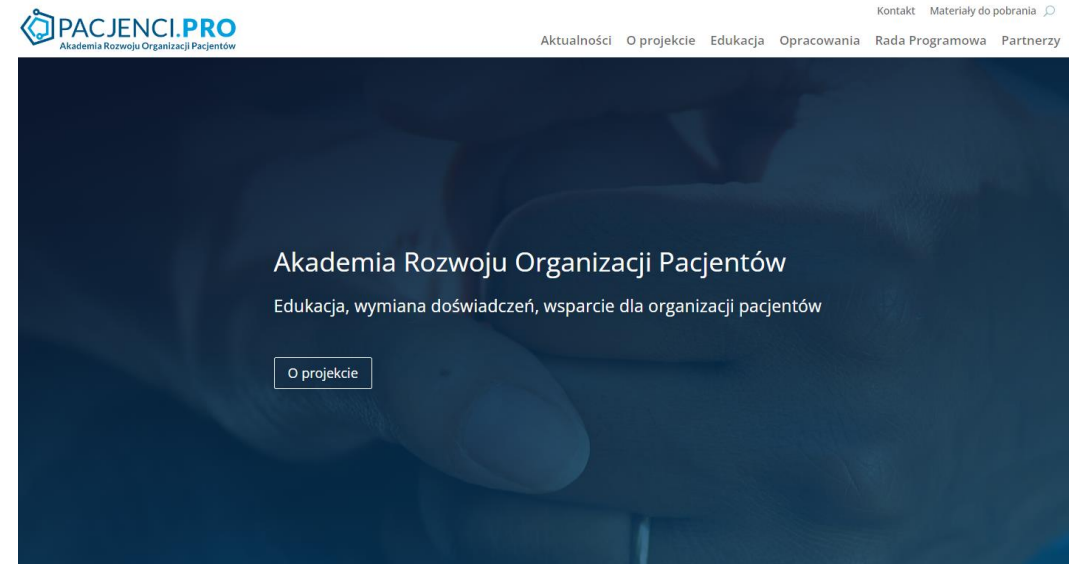 Kontakt Materiały do pobrania
PACJENCI.PRO
Akademia Rozwoju Organizacji Pacjentów
Aktualności O projekcie Edukacja Opracowania Rada Programowa Partnerzy
Akademia Rozwoju Organizacji Pacjentów
Edukacja, wymiana doświadczeń, wsparcie dla organizacji pacjentów
O projekcie